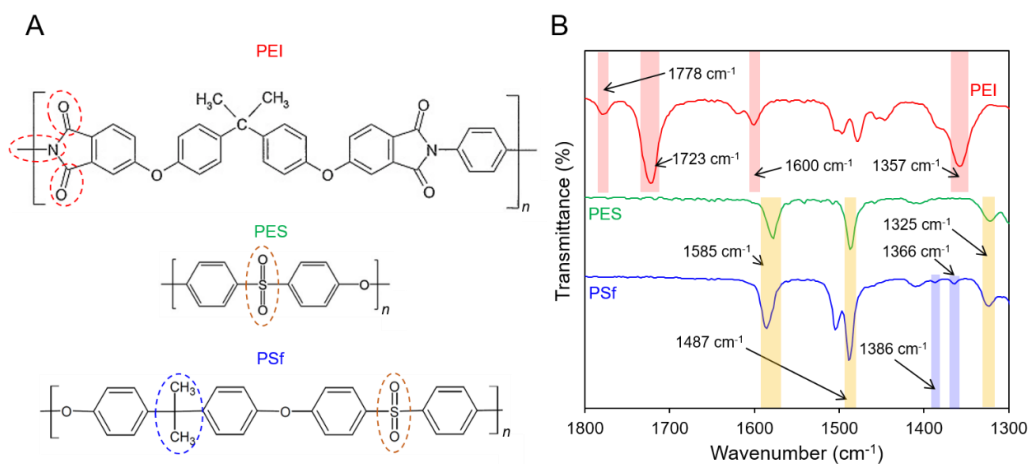 A
B
PEI
O
O
H₃C
CH₃
C
N
N
O
O
O
O
n
PES
O
S
O
O
n
PSf
CH₃
O
CH₃
O
O
S
O
n
1778 cm⁻¹
PEI
1723 cm⁻¹
1600 cm⁻¹
1357 cm⁻¹
PES
1325 cm⁻¹
1585 cm⁻¹
1366 cm⁻¹
PSf
1487 cm⁻¹
1386 cm⁻¹
Transmittance (%)
1800
1700
1600
1500
1400
1300
Wavenumber (cm⁻¹)